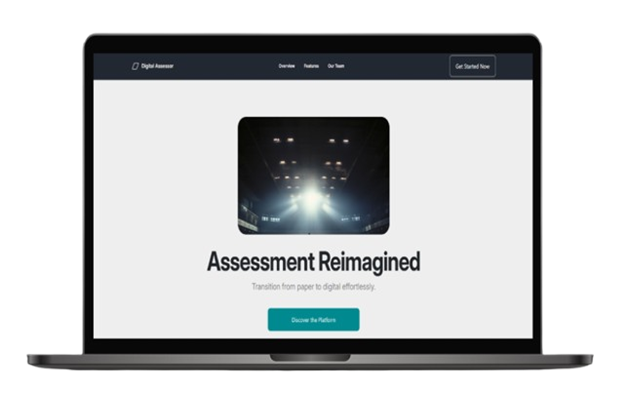 Digital Assessor
Overview Features Our Team
Get Started Now
Assessment Reimagined
Transition from paper to digital effortlessly.
Discover the Platform